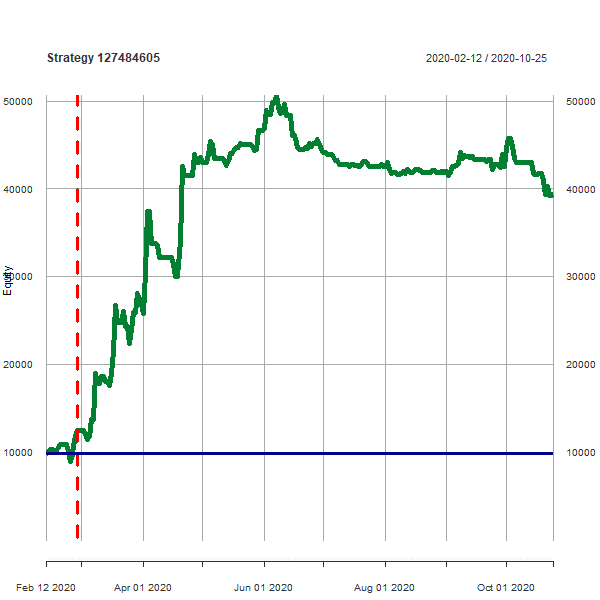 Strategy 127484605
2020-02-12 / 2020-10-25
50000
50000
40000
40000
30000
30000
Equity
20000
20000
10000
10000
Feb 12 2020
Apr 01 2020
Jun 01 2020
Aug 01 2020
Oct 01 2020